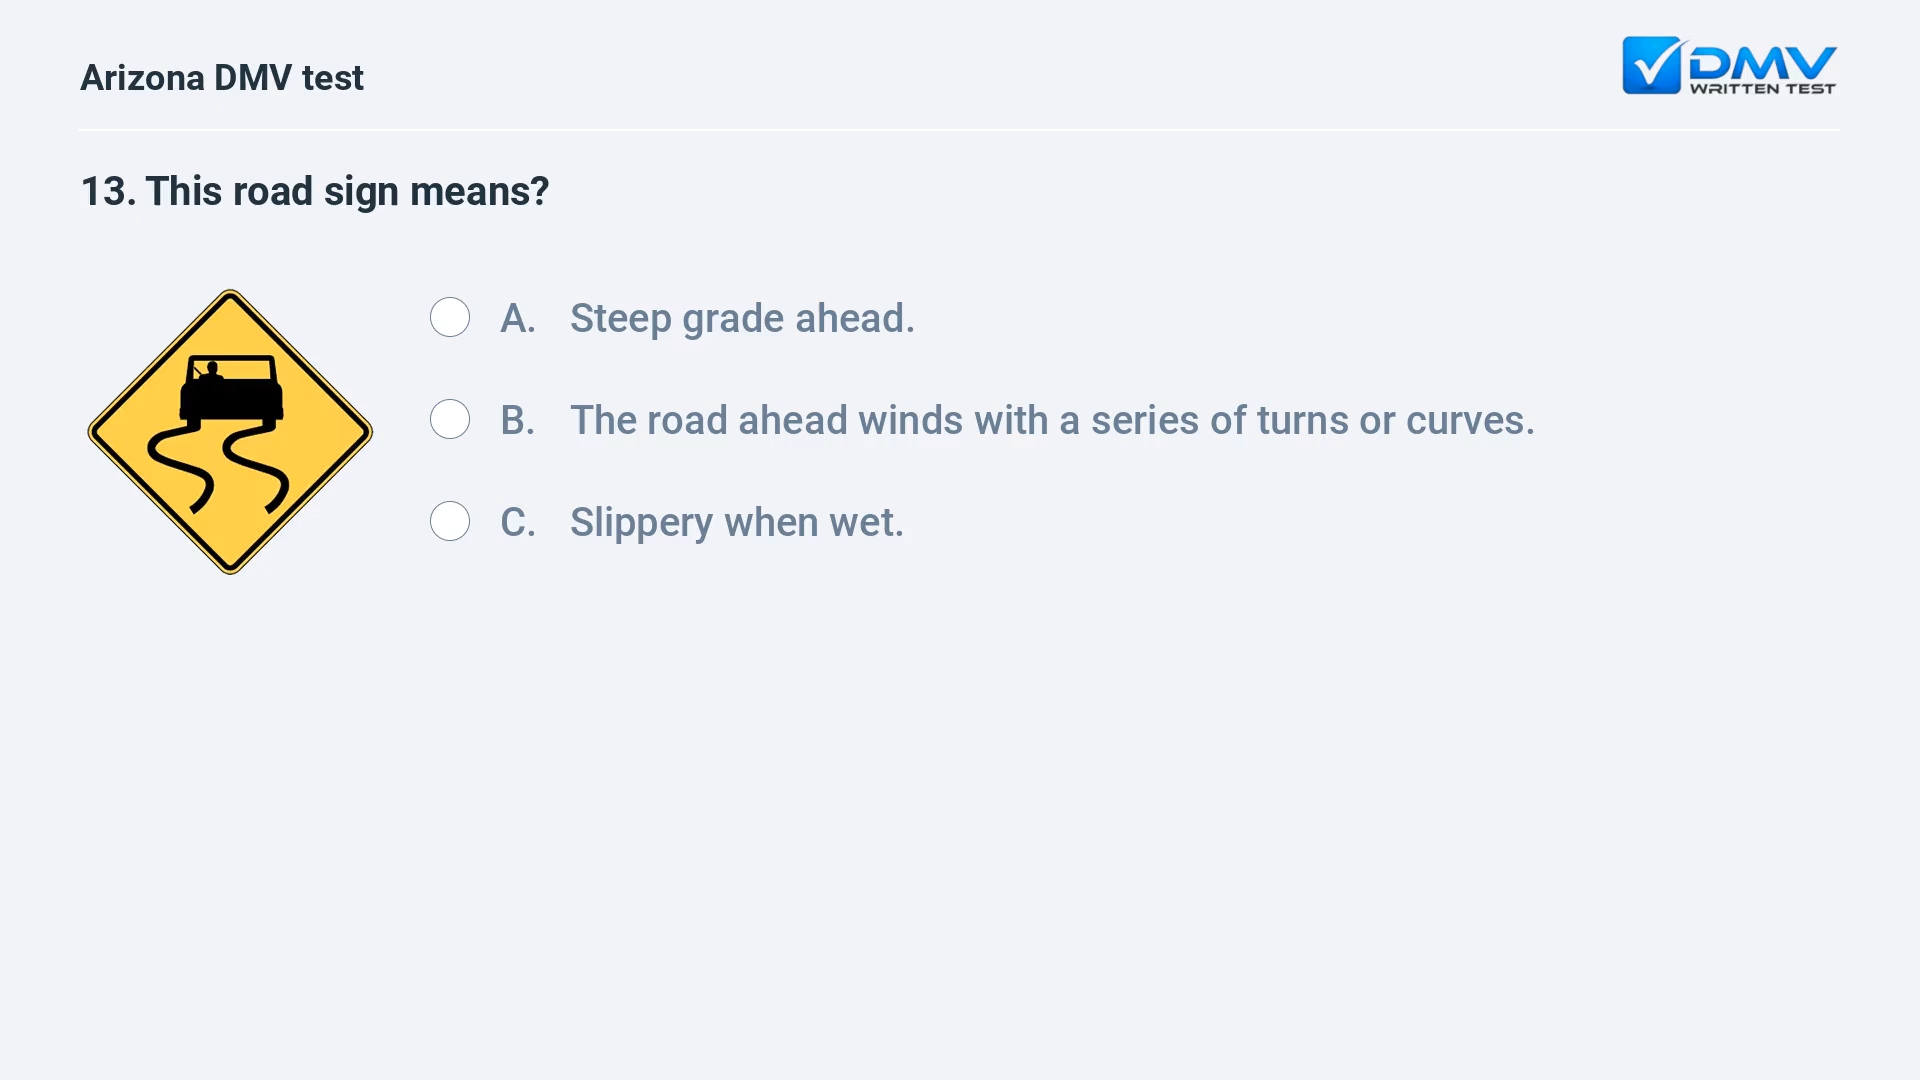 Arizona DMV test
DMV
WRITTEN TEST
13. This road sign means?
A. Steep grade ahead.
B. The road ahead winds with a series of turns or curves.
C. Slippery when wet.